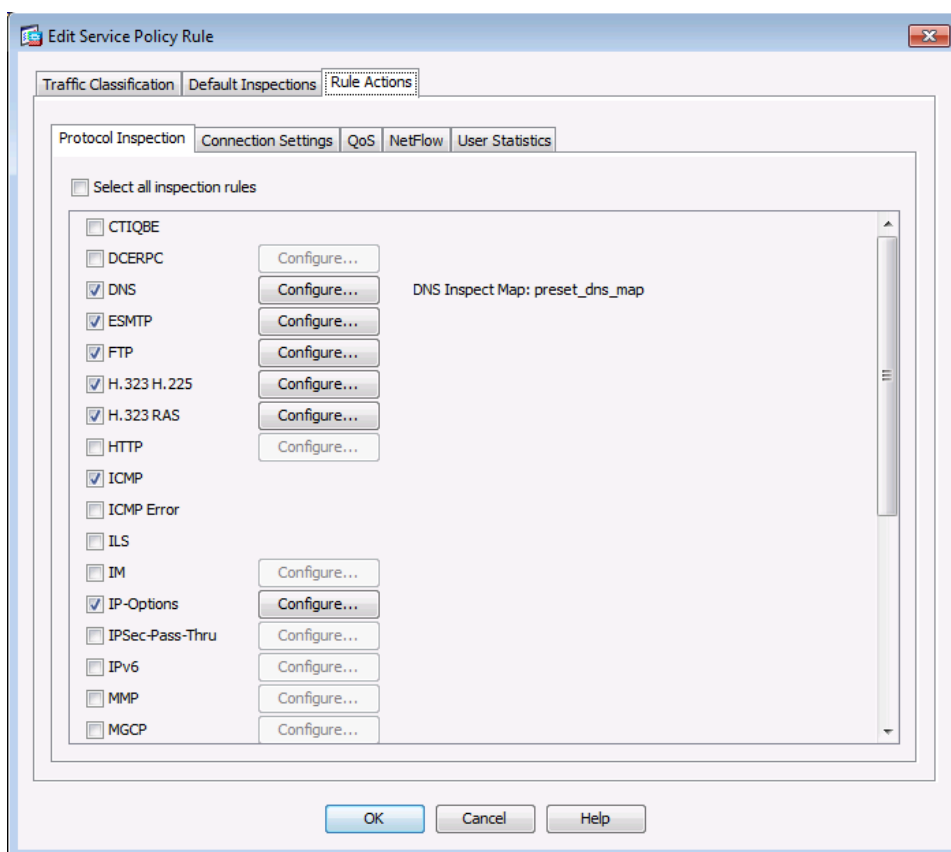 Edit Service Policy Rule
Traffic Classification Default Inspections Rule Actions
Protocol Inspection Connection Settings QoS NetFlow User Statistics
Select all inspection rules
CTIQBE
DCERPC Configure...
DNS Configure... DNS Inspect Map: preset_dns_map
ESMTP Configure...
FTP Configure...
H.323 H.225 Configure...
H.323 RAS Configure...
HTTP Configure...
ICMP
ICMP Error
ILS
IM Configure...
IP-Options Configure...
IPSec-Pass-Thru Configure...
IPv6 Configure...
MMP Configure...
MGCP Configure...
OK Cancel Help